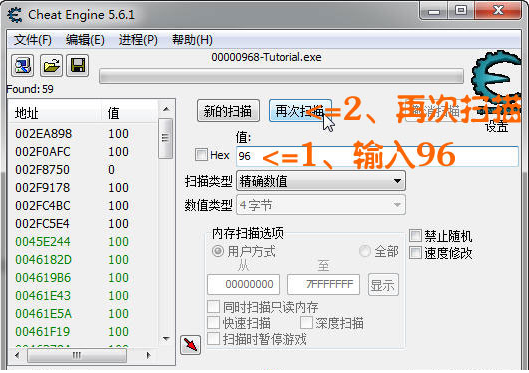 Cheat Engine 5.6.1
文件(F) 编辑(E) 进程(P) 帮助(H)
00000968-Tutorial.exe
Found: 59
地址 值
002EA898 100
002F0AFC 100
002F8750 0
002F9178 100
002FC4BC 100
002FC5E4 100
0045E244 100
0046182D 100
004619B6 100
00461E43 100
00461E5A 100
00461F19 100
新的扫描 再次扫描
<=2、再次扫描
设置
值:
Hex 96
<=1、输入96
扫描类型 精确数值
数值类型 4 字节
内存扫描选项
用户方式 全部
从 至
00000000 7FFFFFFF 显示
同时扫描只读内存
快速扫描 深度扫描
扫描时暂停游戏
禁止随机
速度修改